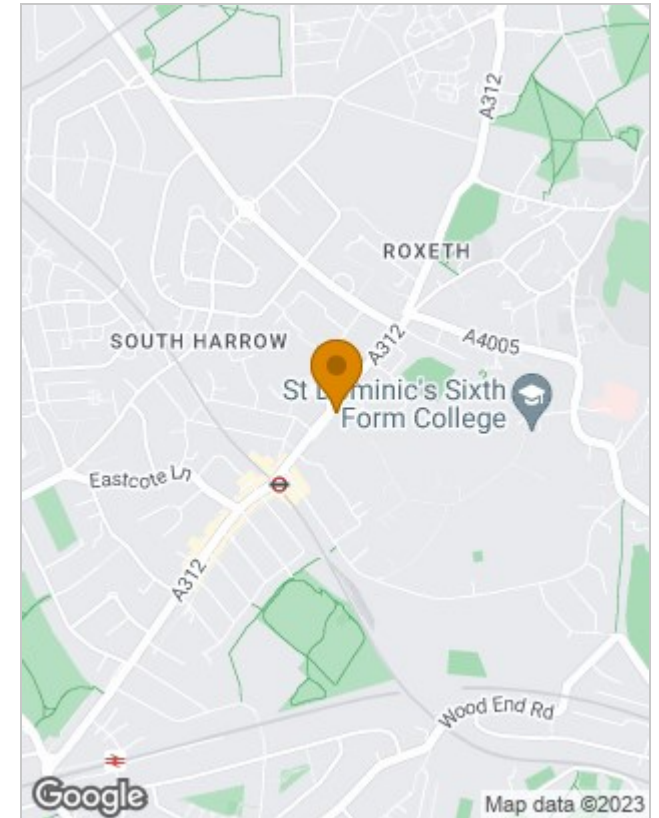 A312
ROXETH
SOUTH HARROW
A312
A4005
St Dominic's Sixth
Form College
Eastcote Ln
A312
Wood End Rd
Google
Map data ©2023